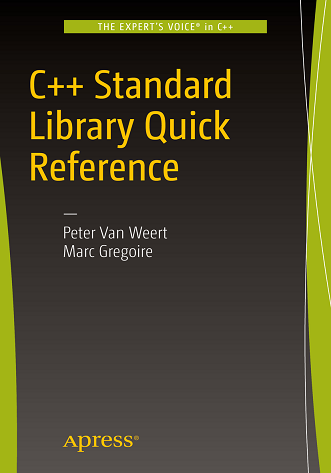 THE EXPERT'S VOICE® in C++
C++ Standard
Library Quick
Reference
—
Peter Van Weert
Marc Gregoire
Apress®